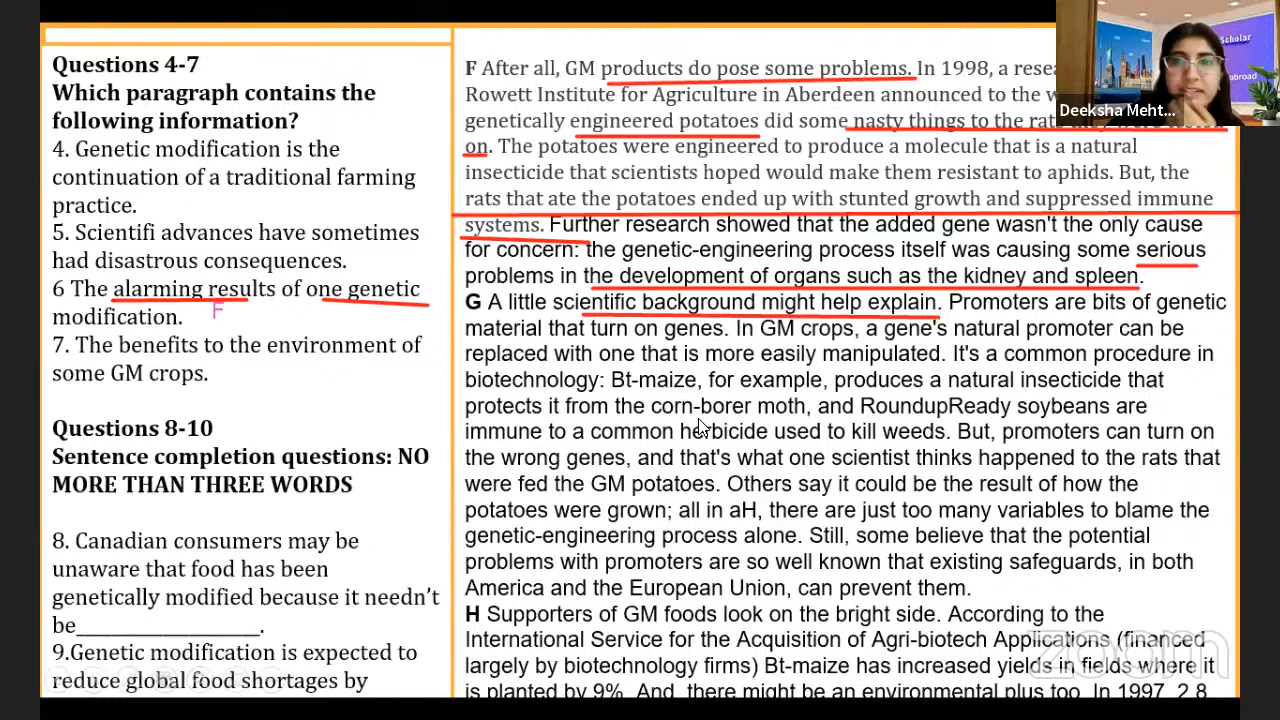 Questions 4-7
Which paragraph contains the
following information?
4. Genetic modification is the
continuation of a traditional farming
practice.
5. Scientifi advances have sometimes
had disastrous consequences.
6 The alarming results of one genetic
modification.
F
7. The benefits to the environment of
some GM crops.
Questions 8-10
Sentence completion questions: NO
MORE THAN THREE WORDS
8. Canadian consumers may be
unaware that food has been
genetically modified because it needn't
be___________________.
9.Genetic modification is expected to
reduce global food shortages by
F After all, GM products do pose some problems. In 1998, a
Rowett Institute for Agriculture in Aberdeen announced to the
genetically engineered potatoes did some nasty things to the rats
on. The potatoes were engineered to produce a molecule that is a natural
insecticide that scientists hoped would make them resistant to aphids. But, the
rats that ate the potatoes ended up with stunted growth and suppressed immune
systems. Further research showed that the added gene wasn't the only cause
for concern: the genetic-engineering process itself was causing some serious
problems in the development of organs such as the kidney and spleen.
G A little scientific background might help explain. Promoters are bits of genetic
material that turn on genes. In GM crops, a gene's natural promoter can be
replaced with one that is more easily manipulated. It's a common procedure in
biotechnology: Bt-maize, for example, produces a natural insecticide that
protects it from the corn-borer moth, and RoundupReady soybeans are
immune to a common herbicide used to kill weeds. But, promoters can turn on
the wrong genes, and that's what one scientist thinks happened to the rats that
were fed the GM potatoes. Others say it could be the result of how the
potatoes were grown; all in aH, there are just too many variables to blame the
genetic-engineering process alone. Still, some believe that the potential
problems with promoters are so well known that existing safeguards, in both
America and the European Union, can prevent them.
H Supporters of GM foods look on the bright side. According to the
International Service for the Acquisition of Agri-biotech Applications (financed
largely by biotechnology firms) Bt-maize has increased yields in fields where it
is planted by 9%. And, there might be an environmental plus too. In 1997, 2.8
Scholar
abroad
Deeksha Meht...
zoom